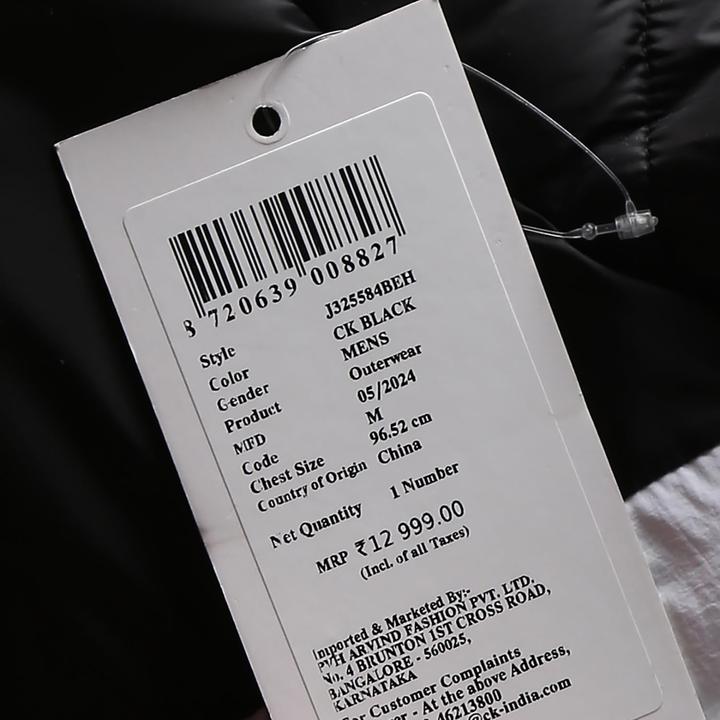 8 720639 008827
Style J325584BEH
Color CK BLACK
Gender MENS
Product Outerwear
MFD 05/2024
Code M
Chest Size 96.52 cm
Country of Origin China
Net Quantity 1 Number
MRP ₹12 999.00
(Incl. of all Taxes)
Imported & Marketed By:-
PVH ARVIND FASHION PVT. LTD.
No. 4 BRUNTON 1ST CROSS ROAD,
BANGALORE - 560025,
KARNATAKA
For Customer Complaints
- At the above Address,
46213800
@ck-india.com